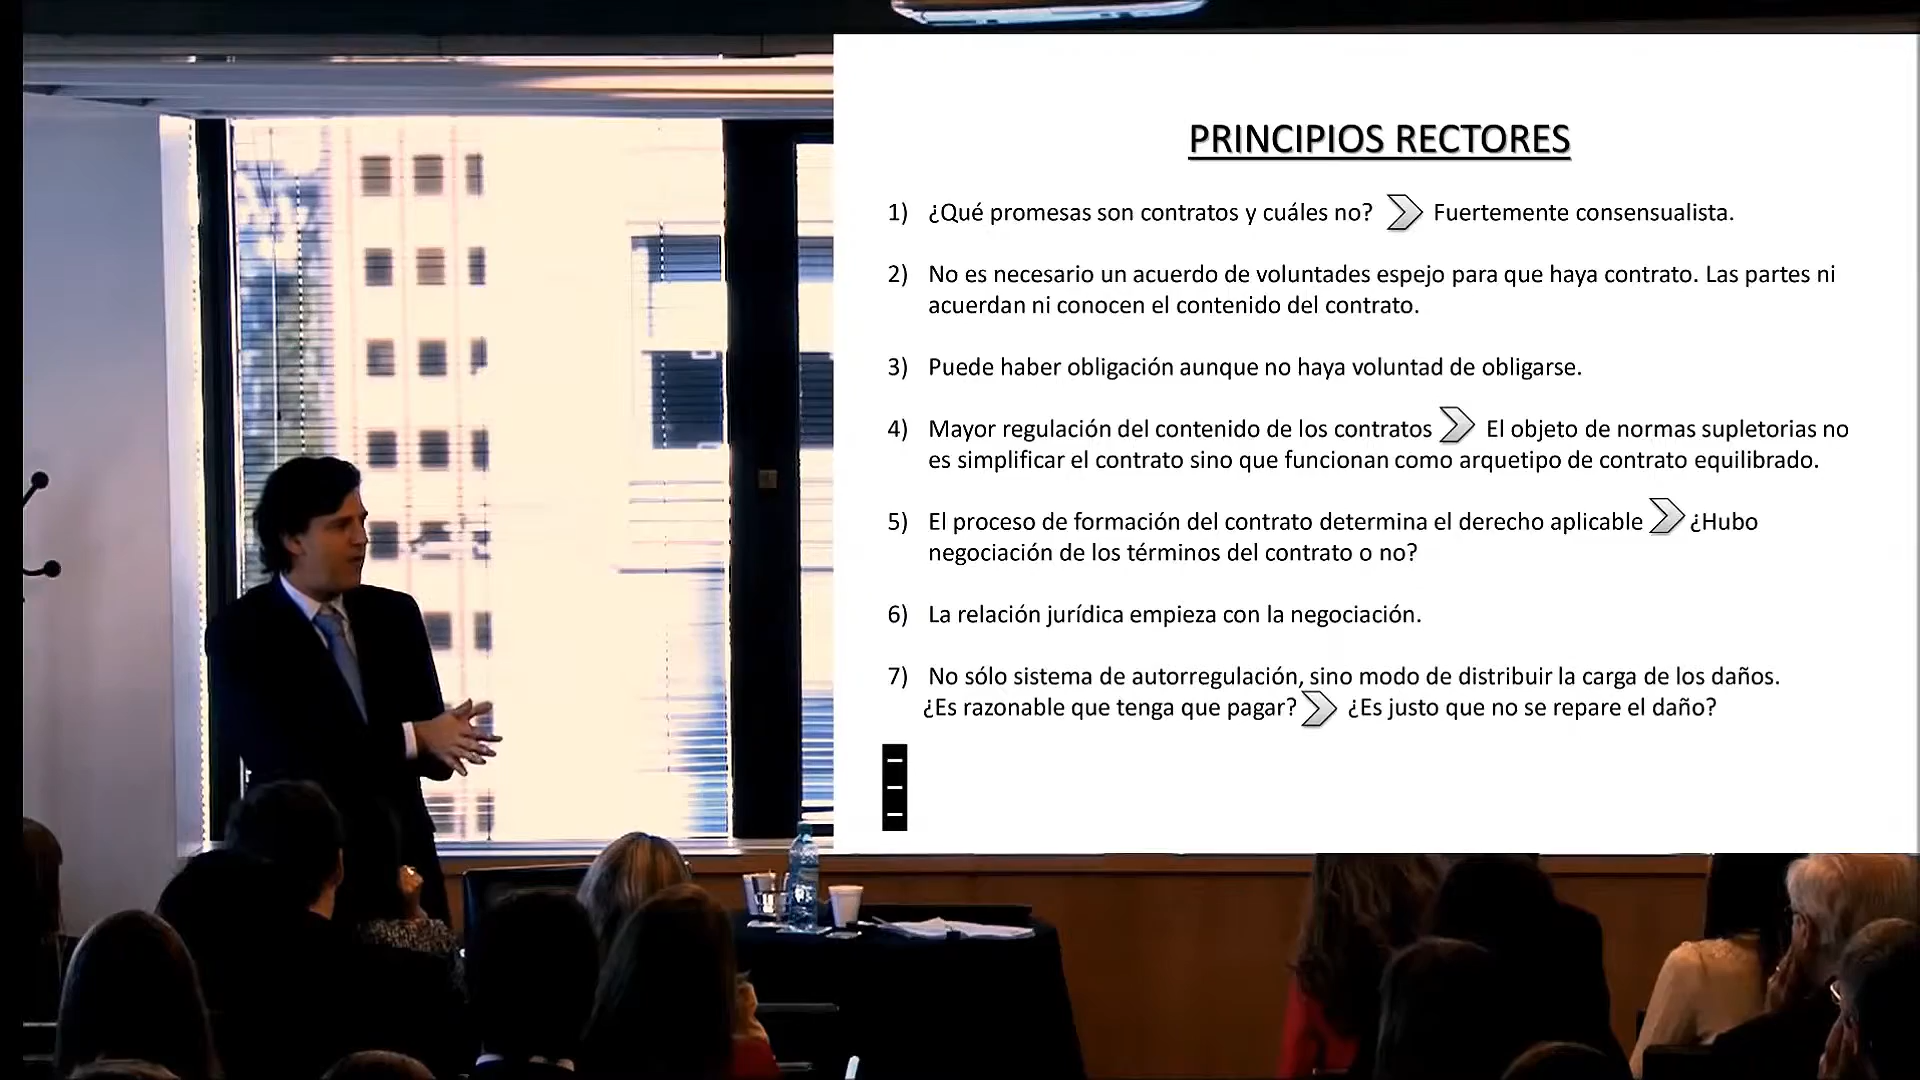 PRINCIPIOS RECTORES
1) ¿Qué promesas son contratos y cuáles no? Fuertemente consensualista.
2) No es necesario un acuerdo de voluntades espejo para que haya contrato. Las partes ni
acuerdan ni conocen el contenido del contrato.
3) Puede haber obligación aunque no haya voluntad de obligarse.
4) Mayor regulación del contenido de los contratos El objeto de normas supletorias no
es simplificar el contrato sino que funcionan como arquetipo de contrato equilibrado.
5) El proceso de formación del contrato determina el derecho aplicable ¿Hubo
negociación de los términos del contrato o no?
6) La relación jurídica empieza con la negociación.
7) No sólo sistema de autorregulación, sino modo de distribuir la carga de los daños.
¿Es razonable que tenga que pagar? ¿Es justo que no se repare el daño?